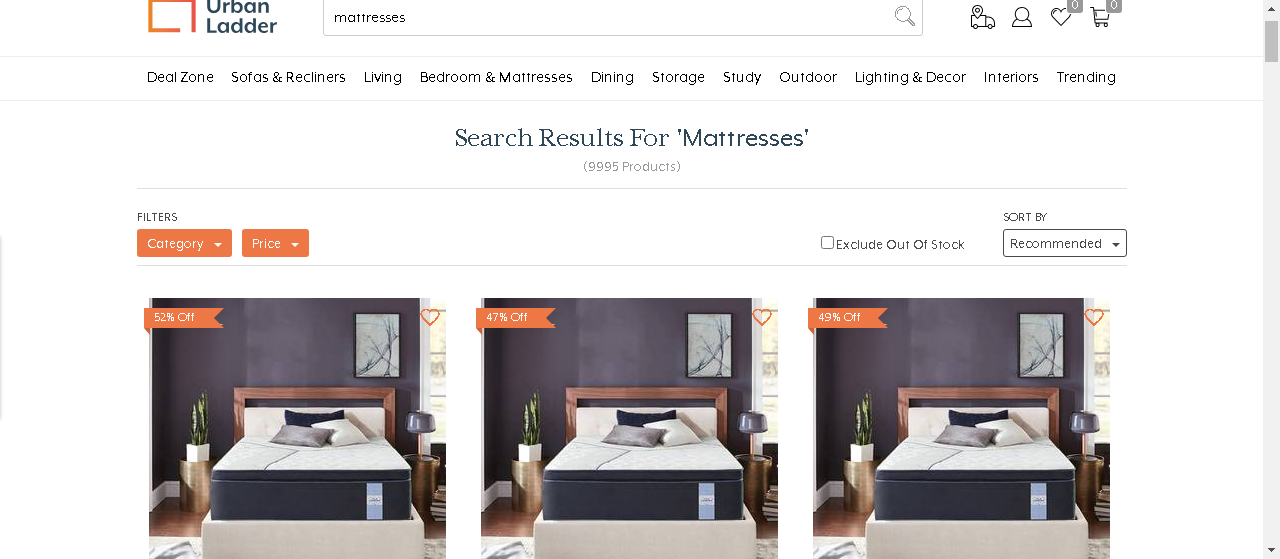 Urban
Ladder
mattresses
0
0
Deal Zone Sofas & Recliners Living Bedroom & Mattresses Dining Storage Study Outdoor Lighting & Decor Interiors Trending
Search Results For 'Mattresses'
(9995 Products)
FILTERS
SORT BY
Category Price Exclude Out Of Stock Recommended
52% Off 47% Off 49% Off